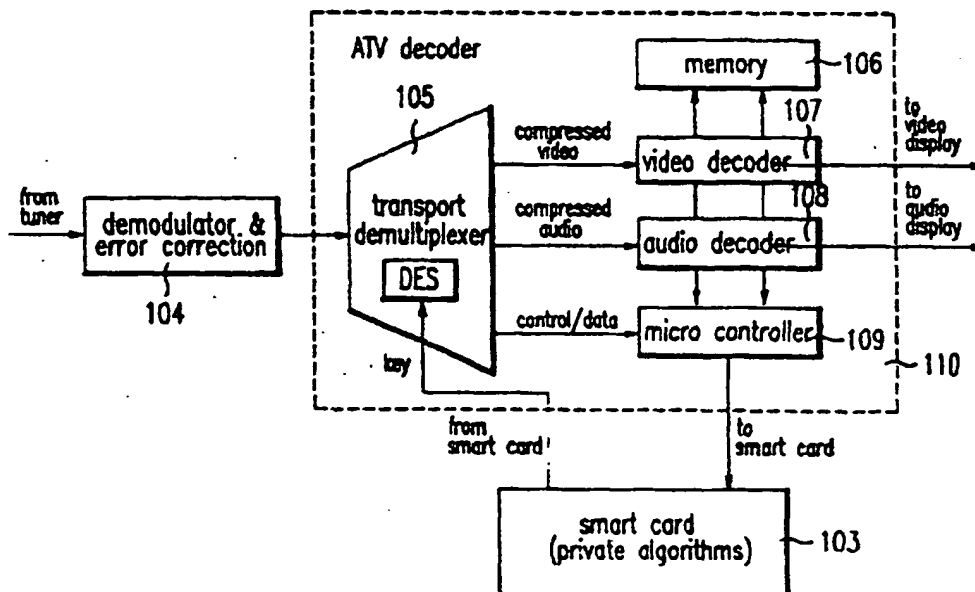 ATV decoder
memory
106
105
107
to
video
display
compressed
video
video decoder
from
tuner
demodulator &
error correction
104
transport
demultiplexer
DES
compressed
audio
108
audio decoder
to
audio
display
control/data
micro controller
109
110
key
from
smart card
to
smart card
smart card
(private algorithms)
103